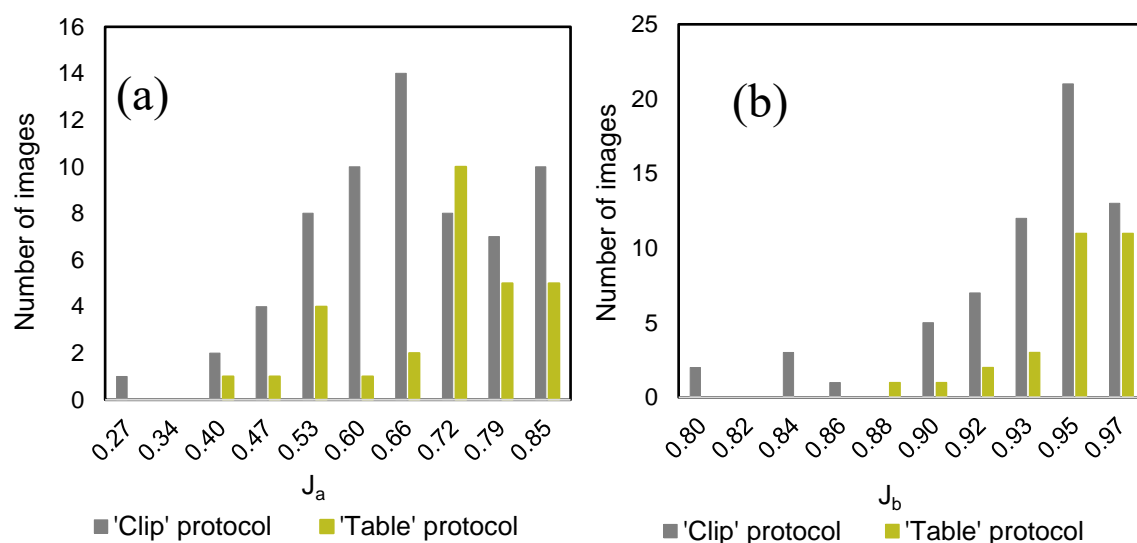 (a)
Number of images
16
14
12
10
8
6
4
2
0
0.27 0.34 0.40 0.47 0.53 0.60 0.66 0.72 0.79 0.85
J_a
'Clip' protocol 'Table' protocol
(b)
Number of images
25
20
15
10
5
0
0.80 0.82 0.84 0.86 0.88 0.90 0.92 0.93 0.95 0.97
J_b
'Clip' protocol 'Table' protocol